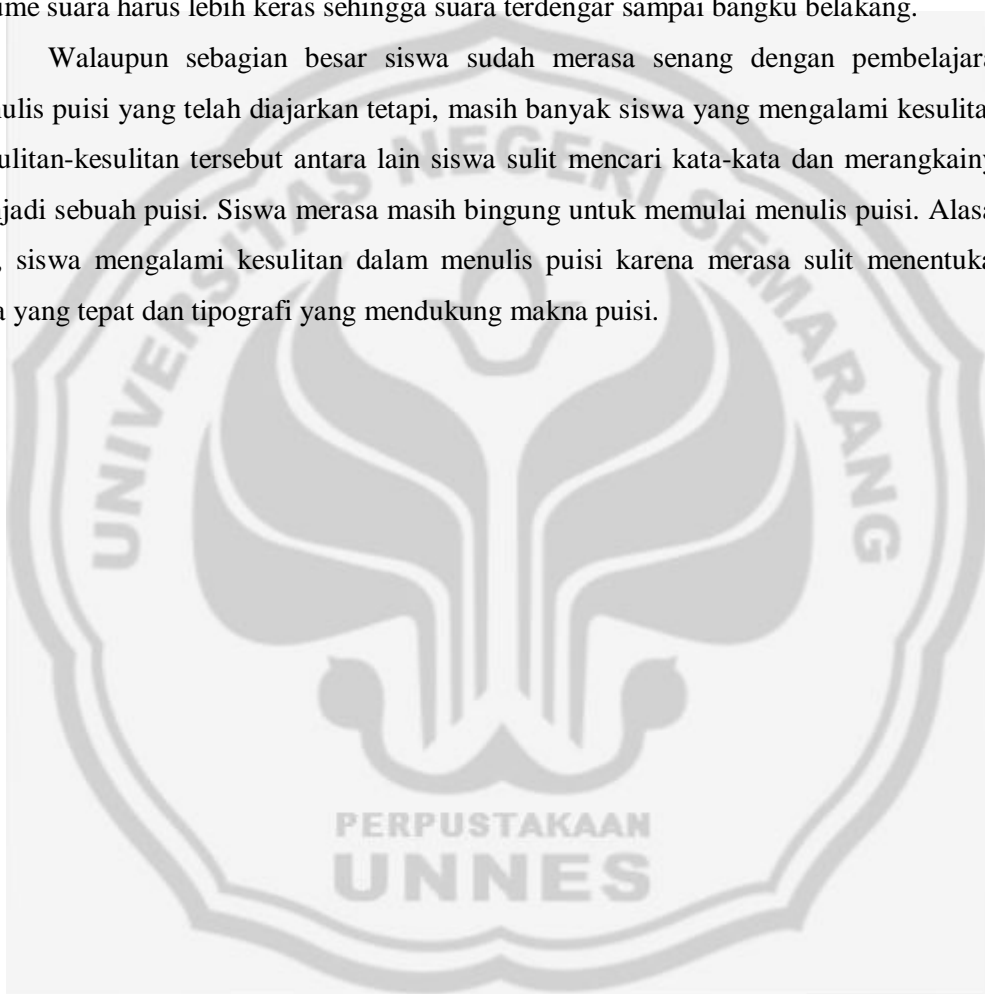 ume suara harus lebih keras sehingga suara terdengar sampai bangku belakang.
Walaupun sebagian besar siswa sudah merasa senang dengan pembelajara
ulis puisi yang telah diajarkan tetapi, masih banyak siswa yang mengalami kesulita
ulitan-kesulitan tersebut antara lain siswa sulit mencari kata-kata dan merangkainy
jadi sebuah puisi. Siswa merasa masih bingung untuk memulai menulis puisi. Alasa
, siswa mengalami kesulitan dalam menulis puisi karena merasa sulit menentuka
a yang tepat dan tipografi yang mendukung makna puisi.
UNIVERSITAS NEGERI SEMARANG
PERPUSTAKAAN
UNNES